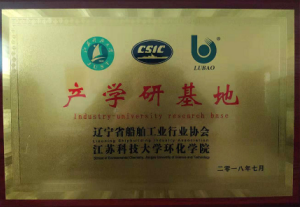 CSIC
LUBAO
产学研基地
Industry-university research base
辽宁省船舶工业行业协会
江苏科技大学环化学院
二零一八年七月